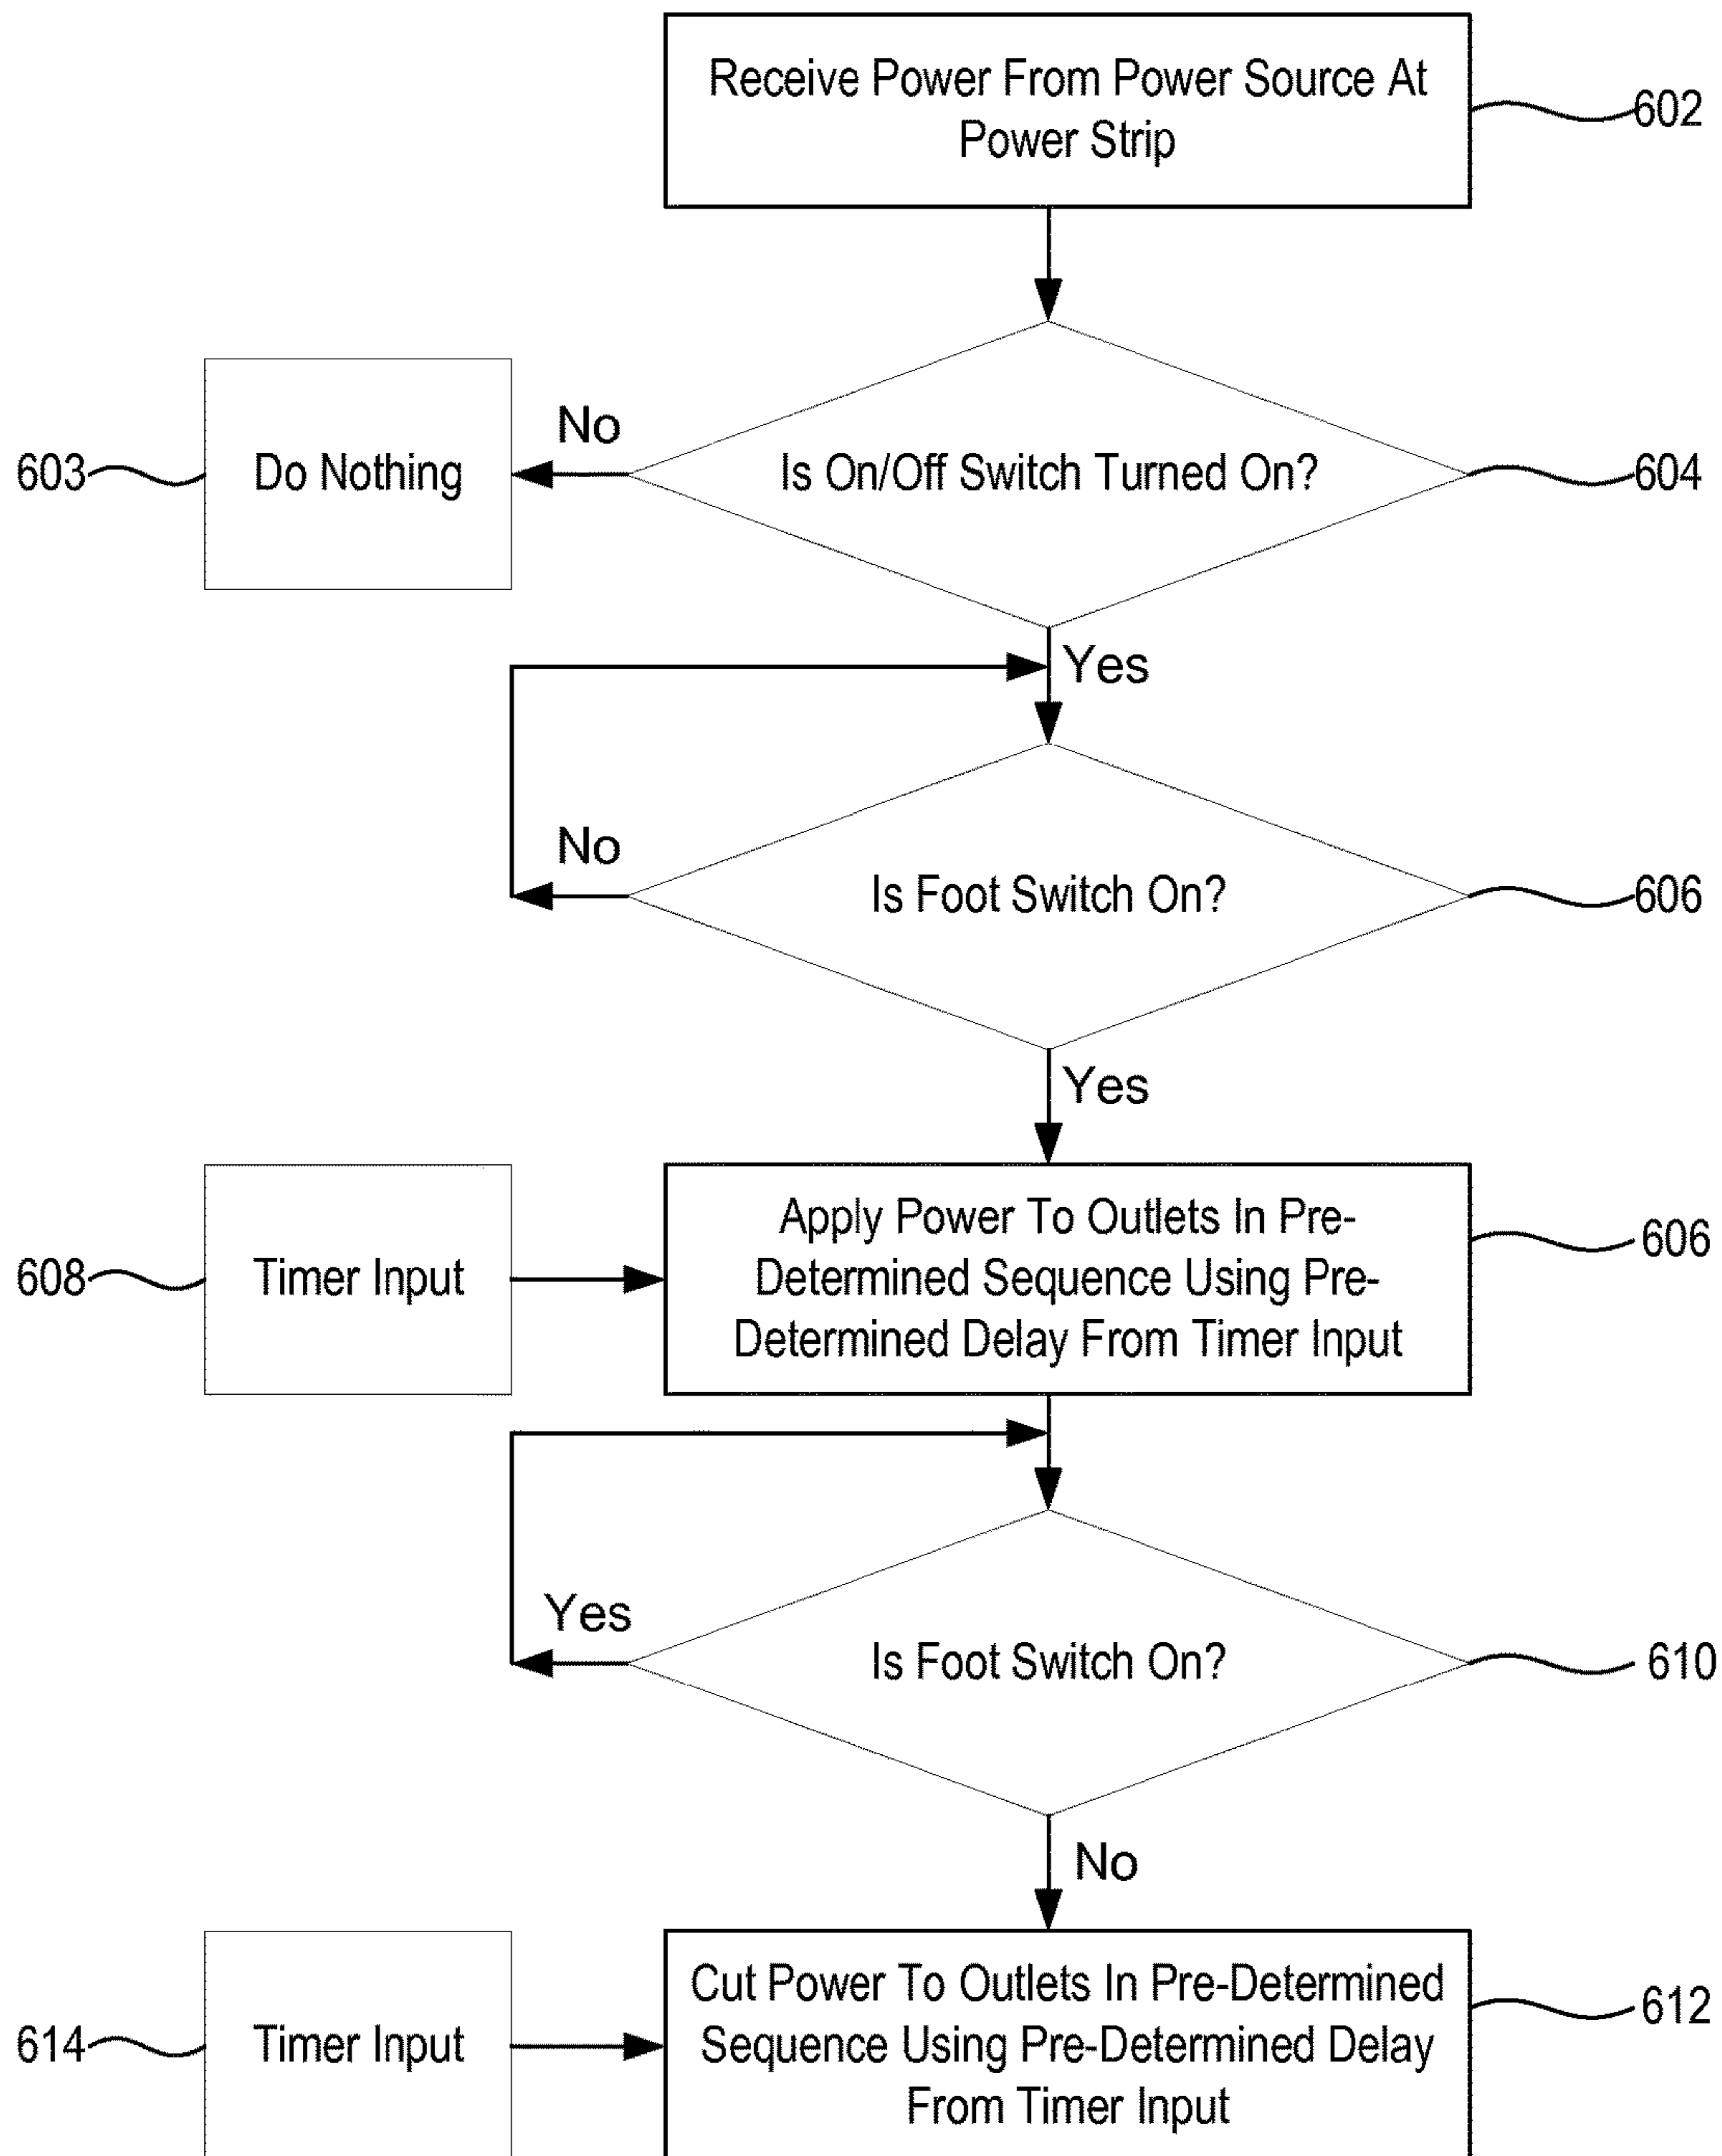 Receive Power From Power Source At
Power Strip
602
No
603
Do Nothing
Is On/Off Switch Turned On?
604
Yes
No
Is Foot Switch On?
606
Yes
608
Timer Input
Apply Power To Outlets In Pre-
Determined Sequence Using Pre-
Determined Delay From Timer Input
606
Yes
Is Foot Switch On?
610
No
614
Timer Input
Cut Power To Outlets In Pre-Determined
Sequence Using Pre-Determined Delay
From Timer Input
612